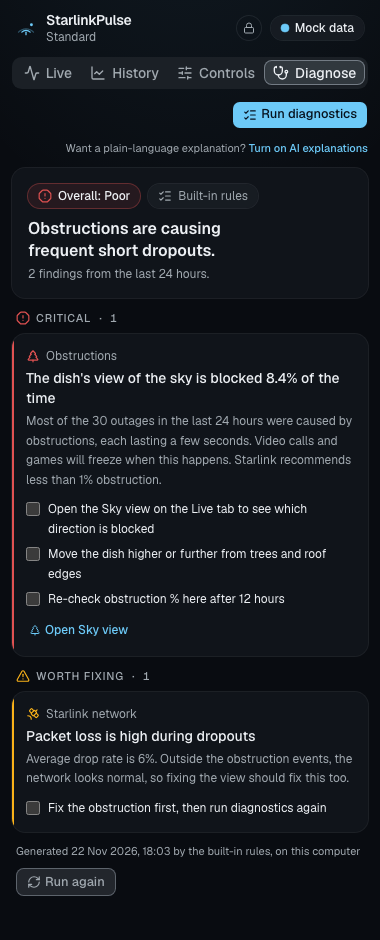 StarlinkPulse
Standard
Mock data
Live
History
Controls
Diagnose
Run diagnostics
Want a plain-language explanation? Turn on AI explanations
Overall: Poor
Built-in rules
Obstructions are causing
frequent short dropouts.
2 findings from the last 24 hours.
CRITICAL · 1
Obstructions
The dish's view of the sky is blocked 8.4% of the
time
Most of the 30 outages in the last 24 hours were caused by
obstructions, each lasting a few seconds. Video calls and
games will freeze when this happens. Starlink recommends
less than 1% obstruction.
Open the Sky view on the Live tab to see which
direction is blocked
Move the dish higher or further from trees and roof
edges
Re-check obstruction % here after 12 hours
Open Sky view
WORTH FIXING · 1
Starlink network
Packet loss is high during dropouts
Average drop rate is 6%. Outside the obstruction events, the
network looks normal, so fixing the view should fix this too.
Fix the obstruction first, then run diagnostics again
Generated 22 Nov 2026, 18:03 by the built-in rules, on this computer
Run again